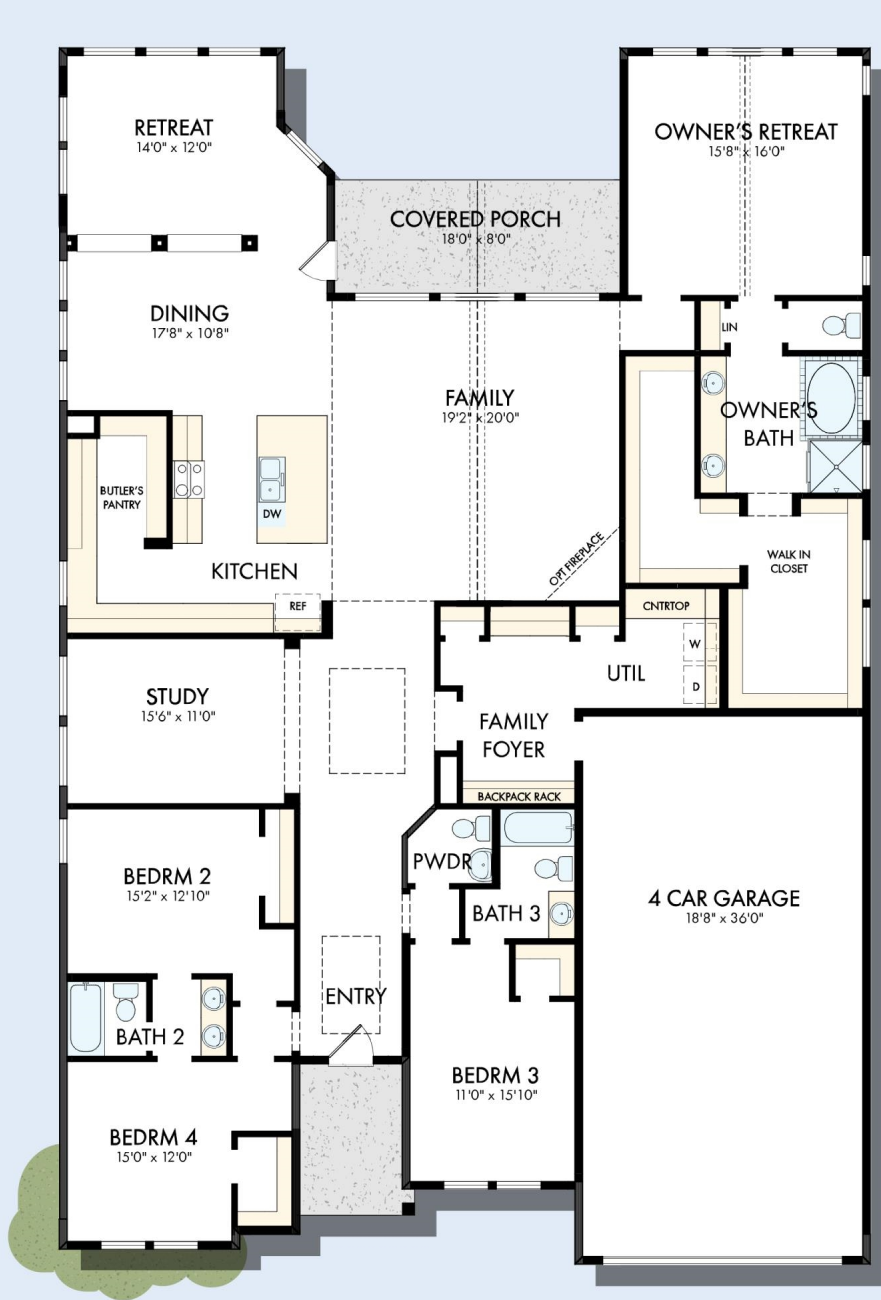 RETREAT
14'0" x 12'0"
OWNER'S RETREAT
15'8" x 16'0"
COVERED PORCH
18'0" x 8'0"
DINING
17'8" x 10'8"
LIN
FAMILY
19'2" x 20'0"
OWNER'S
BATH
BUTLER'S
PANTRY
DW
KITCHEN
OPT FIREPLACE
WALK IN
CLOSET
REF
CNTRTOP
W
UTIL
D
STUDY
15'6" x 11'0"
FAMILY
FOYER
BACKPACK RACK
PWDR
BEDRM 2
15'2" x 12'10"
BATH 3
4 CAR GARAGE
18'8" x 36'0"
ENTRY
BATH 2
BEDRM 3
11'0" x 15'10"
BEDRM 4
15'0" x 12'0"